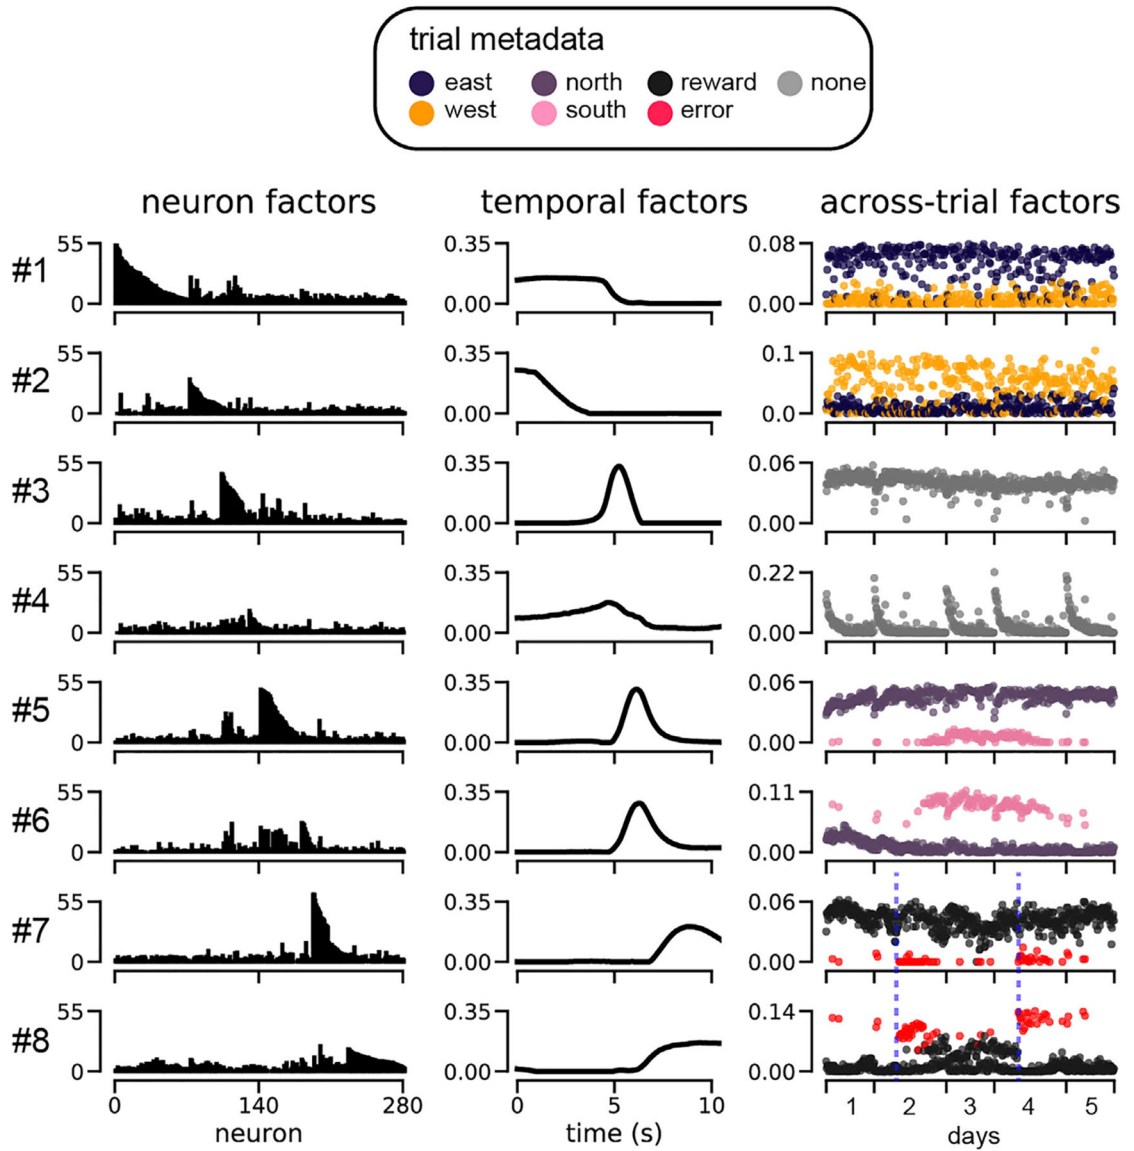 trial metadata
east north reward none
west south error
neuron factors temporal factors across-trial factors
#1 55 0 0.35 0.00 0.08 0.00
#2 55 0 0.35 0.00 0.1 0.0
#3 55 0 0.35 0.00 0.06 0.00
#4 55 0 0.35 0.00 0.22 0.00
#5 55 0 0.35 0.00 0.06 0.00
#6 55 0 0.35 0.00 0.11 0.00
#7 55 0 0.35 0.00 0.06 0.00
#8 55 0 0.35 0.00 0.14 0.00
0 140 280 0 5 10 1 2 3 4 5
neuron time (s) days